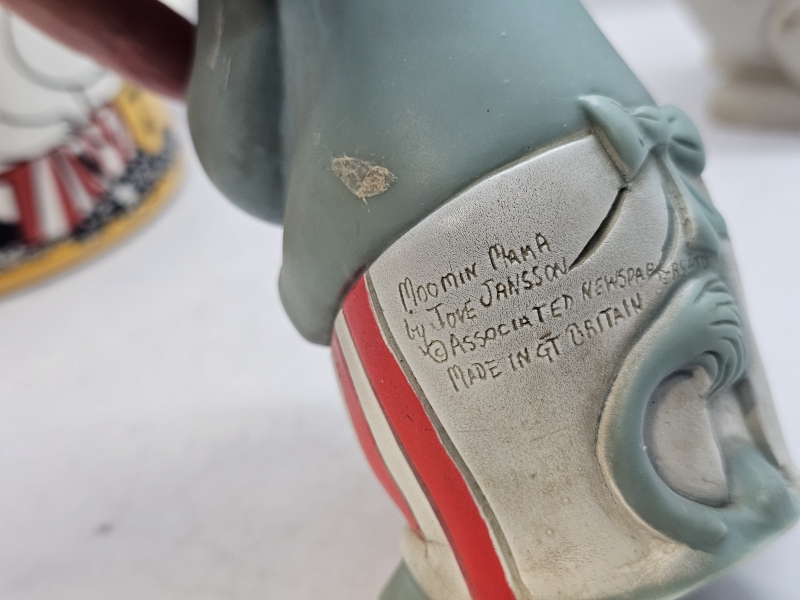 MOOMIN MAMA
by TOVE JANSSON
© ASSOCIATED NEWSPAPERS LTD
MADE IN GT BRITAIN